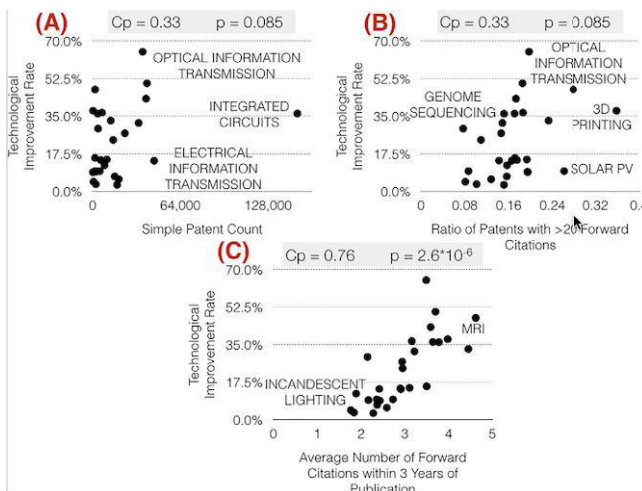 (A)
Cp = 0.33 p = 0.085
70.0%
52.5%
35.0%
17.5%
0.0%
Technological
Improvement Rate
OPTICAL INFORMATION
TRANSMISSION
INTEGRATED
CIRCUITS
ELECTRICAL
INFORMATION
TRANSMISSION
0 64,000 128,000
Simple Patent Count
(B)
Cp = 0.33 p = 0.085
70.0%
52.5%
35.0%
17.5%
0.0%
Technological
Improvement Rate
OPTICAL
INFORMATION
TRANSMISSION
GENOME
SEQUENCING
3D
PRINTING
SOLAR PV
0 0.08 0.16 0.24 0.32 0.4
Ratio of Patents with >20 Forward
Citations
(C)
Cp = 0.76 p = 2.6*10-6
70.0%
52.5%
35.0%
17.5%
0.0%
Technological
Improvement Rate
MRI
INCANDESCENT
LIGHTING
0 1 2 3 4 5
Average Number of Forward
Citations within 3 Years of
Publication